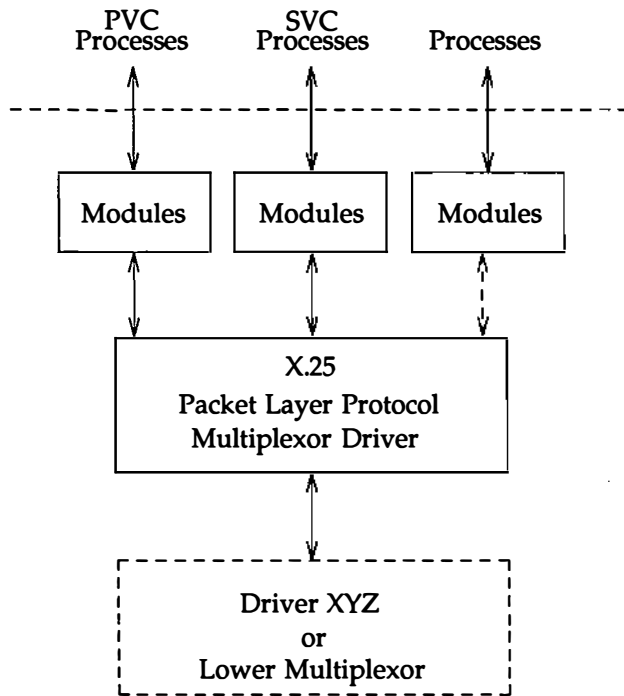 PVC
Processes
SVC
Processes
Processes
Modules
Modules
Modules
X.25
Packet Layer Protocol
Multiplexor Driver
Driver XYZ
or
Lower Multiplexor